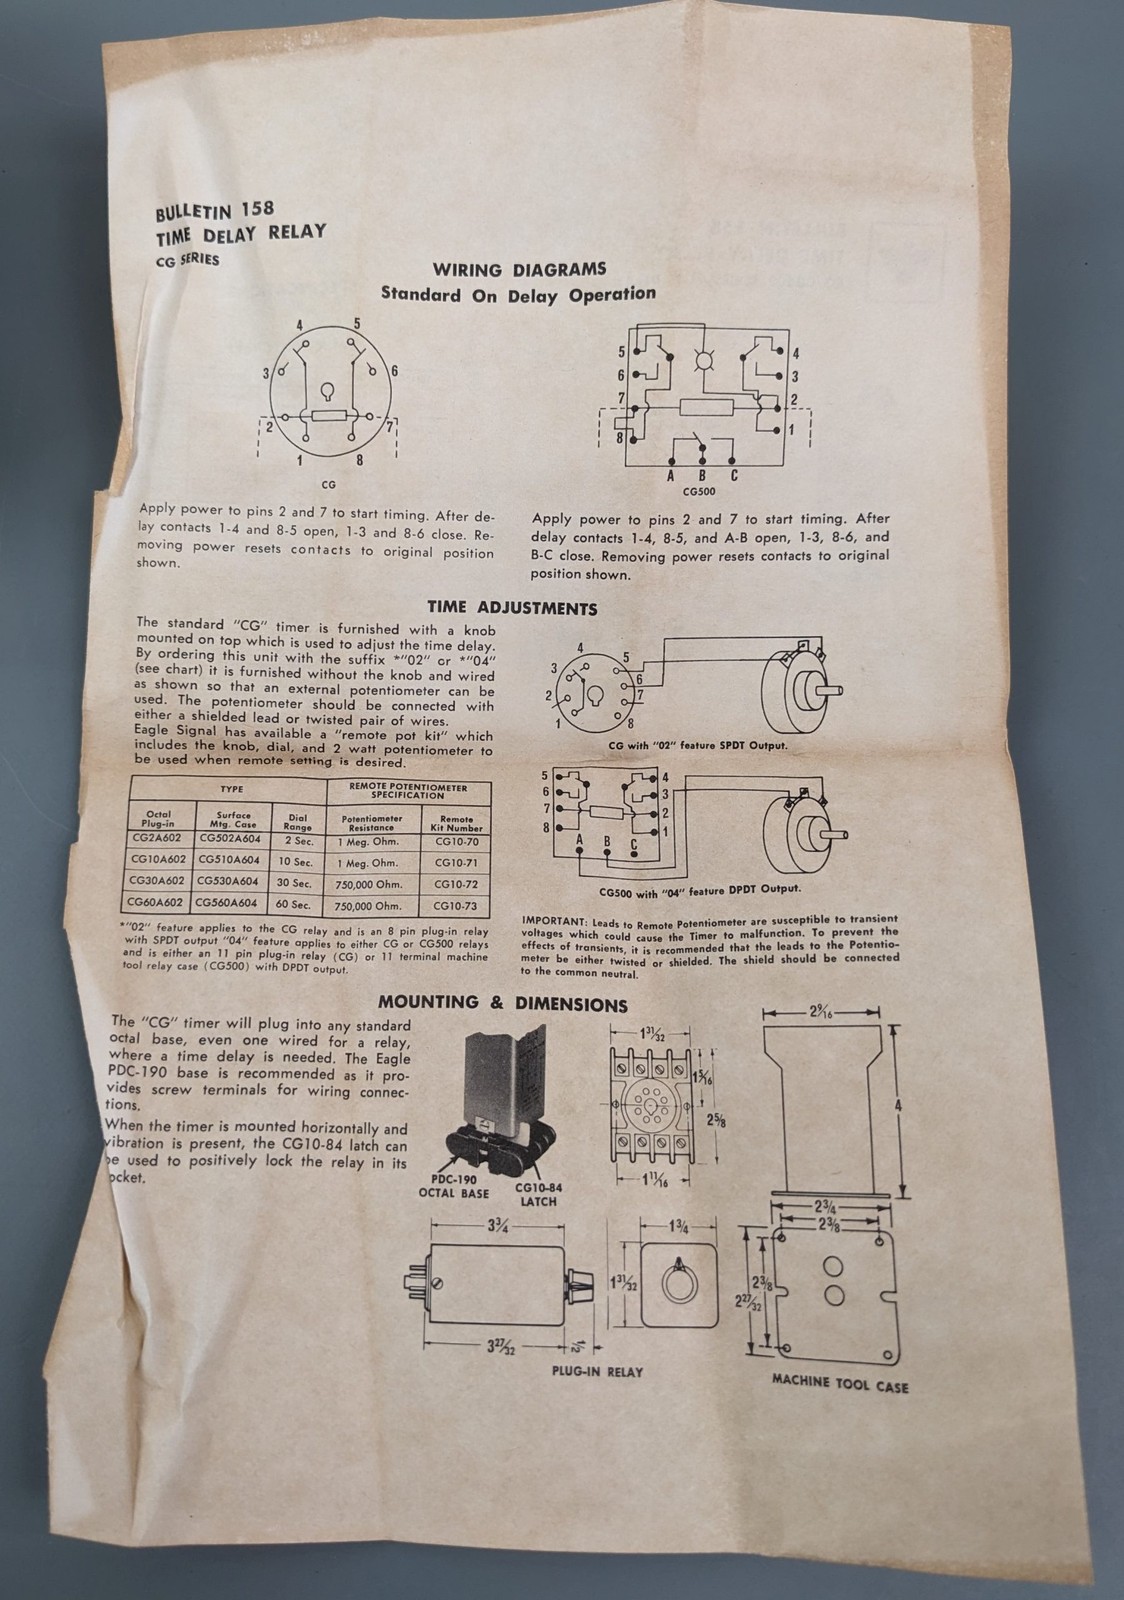 BULLETIN 158
TIME DELAY RELAY
CG SERIES
WIRING DIAGRAMS
Standard On Delay Operation
4 5
3 6
2 7
1 8
CG
5 4
6 3
7 2
8 1
A B C
CG500
Apply power to pins 2 and 7 to start timing. After de-
lay contacts 1-4 and 8-5 open, 1-3 and 8-6 close. Re-
moving power resets contacts to original position
shown.
Apply power to pins 2 and 7 to start timing. After
delay contacts 1-4, 8-5, and A-B open, 1-3, 8-6, and
B-C close. Removing power resets contacts to original
position shown.
TIME ADJUSTMENTS
The standard "CG" timer is furnished with a knob
mounted on top which is used to adjust the time delay.
By ordering this unit with the suffix *"02" or *"04"
(see chart) it is furnished without the knob and wired
as shown so that an external potentiometer can be
used. The potentiometer should be connected with
either a shielded lead or twisted pair of wires.
Eagle Signal has available a "remote pot kit" which
includes the knob, dial, and 2 watt potentiometer to
be used when remote setting is desired.
4 5
3 6
2 7
1 8
CG with "02" feature SPDT Output.
5 4
6 3
7 2
8 1
A B C
CG500 with "04" feature DPDT Output.
TYPE REMOTE POTENTIOMETER
SPECIFICATION
Octal Plug-in Surface Mtg. Case Dial Range Potentiometer Resistance Remote Kit Number
CG2A602 CG502A604 2 Sec. 1 Meg. Ohm. CG10-70
CG10A602 CG510A604 10 Sec. 1 Meg. Ohm. CG10-71
CG30A602 CG530A604 30 Sec. 750,000 Ohm. CG10-72
CG60A602 CG560A604 60 Sec. 750,000 Ohm. CG10-73
*"02" feature applies to the CG relay and is an 8 pin plug-in relay
with SPDT output "04" feature applies to either CG or CG500 relays
and is either an 11 pin plug-in relay (CG) or 11 terminal machine
tool relay case (CG500) with DPDT output.
IMPORTANT: Leads to Remote Potentiometer are susceptible to transient
voltages which could cause the Timer to malfunction. To prevent the
effects of transients, it is recommended that the leads to the Potentio-
meter be either twisted or shielded. The shield should be connected
to the common neutral.
MOUNTING & DIMENSIONS
The "CG" timer will plug into any standard
octal base, even one wired for a relay,
where a time delay is needed. The Eagle
PDC-190 base is recommended as it pro-
vides screw terminals for wiring connec-
tions.
When the timer is mounted horizontally and
vibration is present, the CG10-84 latch can
be used to positively lock the relay in its
ocket.
PDC-190
OCTAL BASE
CG10-84
LATCH
1 31/32
1 5/16
2 5/8
1 11/16
2 9/16
4
2 3/4
2 3/8
2 3/8
2 27/32
MACHINE TOOL CASE
3 3/4
3 27/32
1 3/4
1 31/32
PLUG-IN RELAY